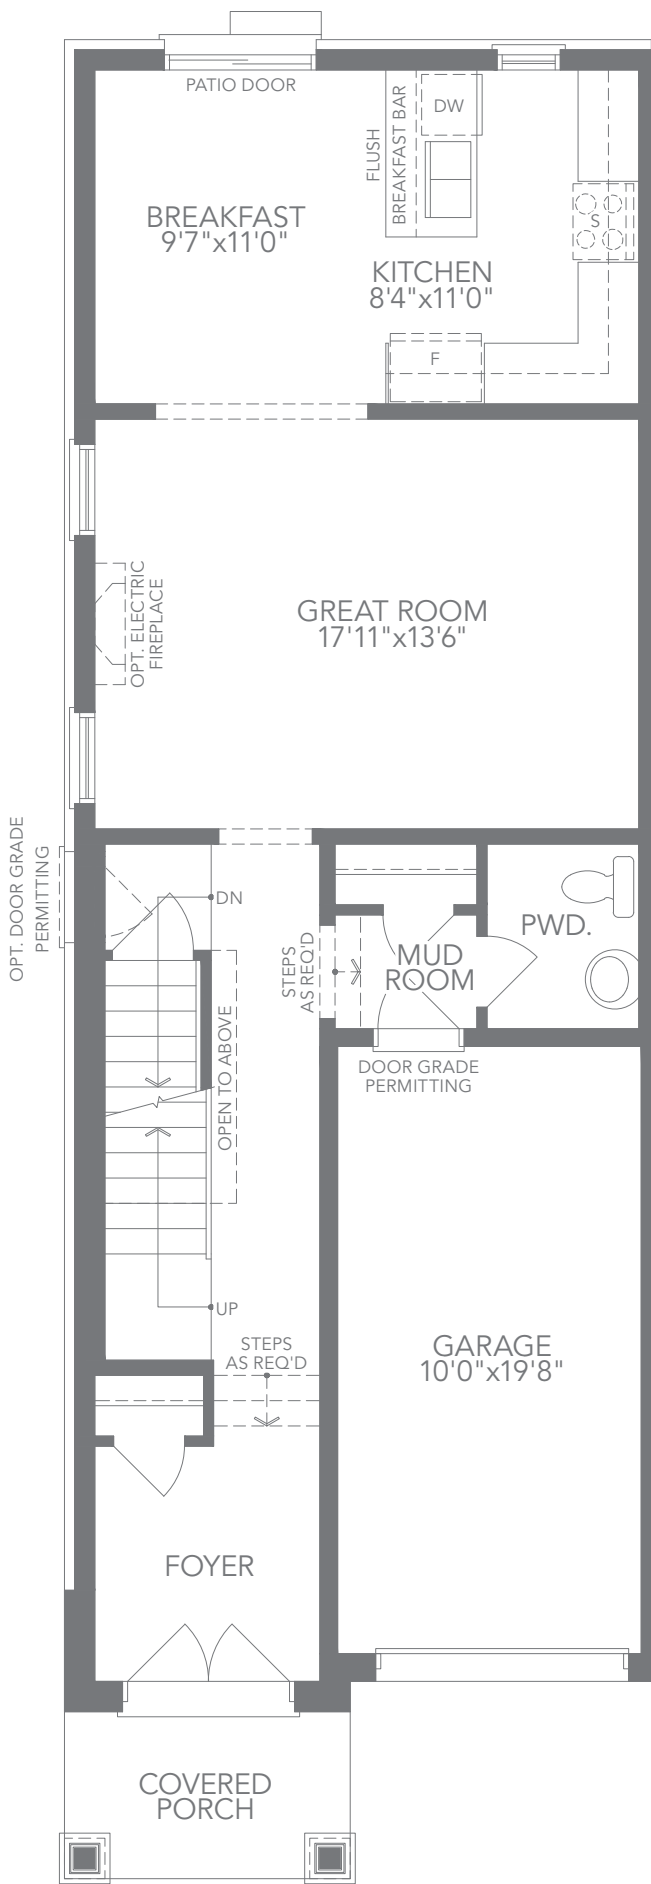 PATIO DOOR
FLUSH
BREAKFAST BAR
DW
S
BREAKFAST
9'7"x11'0"
KITCHEN
8'4"x11'0"
F
OPT. ELECTRIC
FIREPLACE
GREAT ROOM
17'11"x13'6"
OPT. DOOR GRADE
PERMITTING
DN
STEPS
AS REQ'D
MUD
ROOM
PWD.
OPEN TO ABOVE
DOOR GRADE
PERMITTING
UP
STEPS
AS REQ'D
GARAGE
10'0"x19'8"
FOYER
COVERED
PORCH